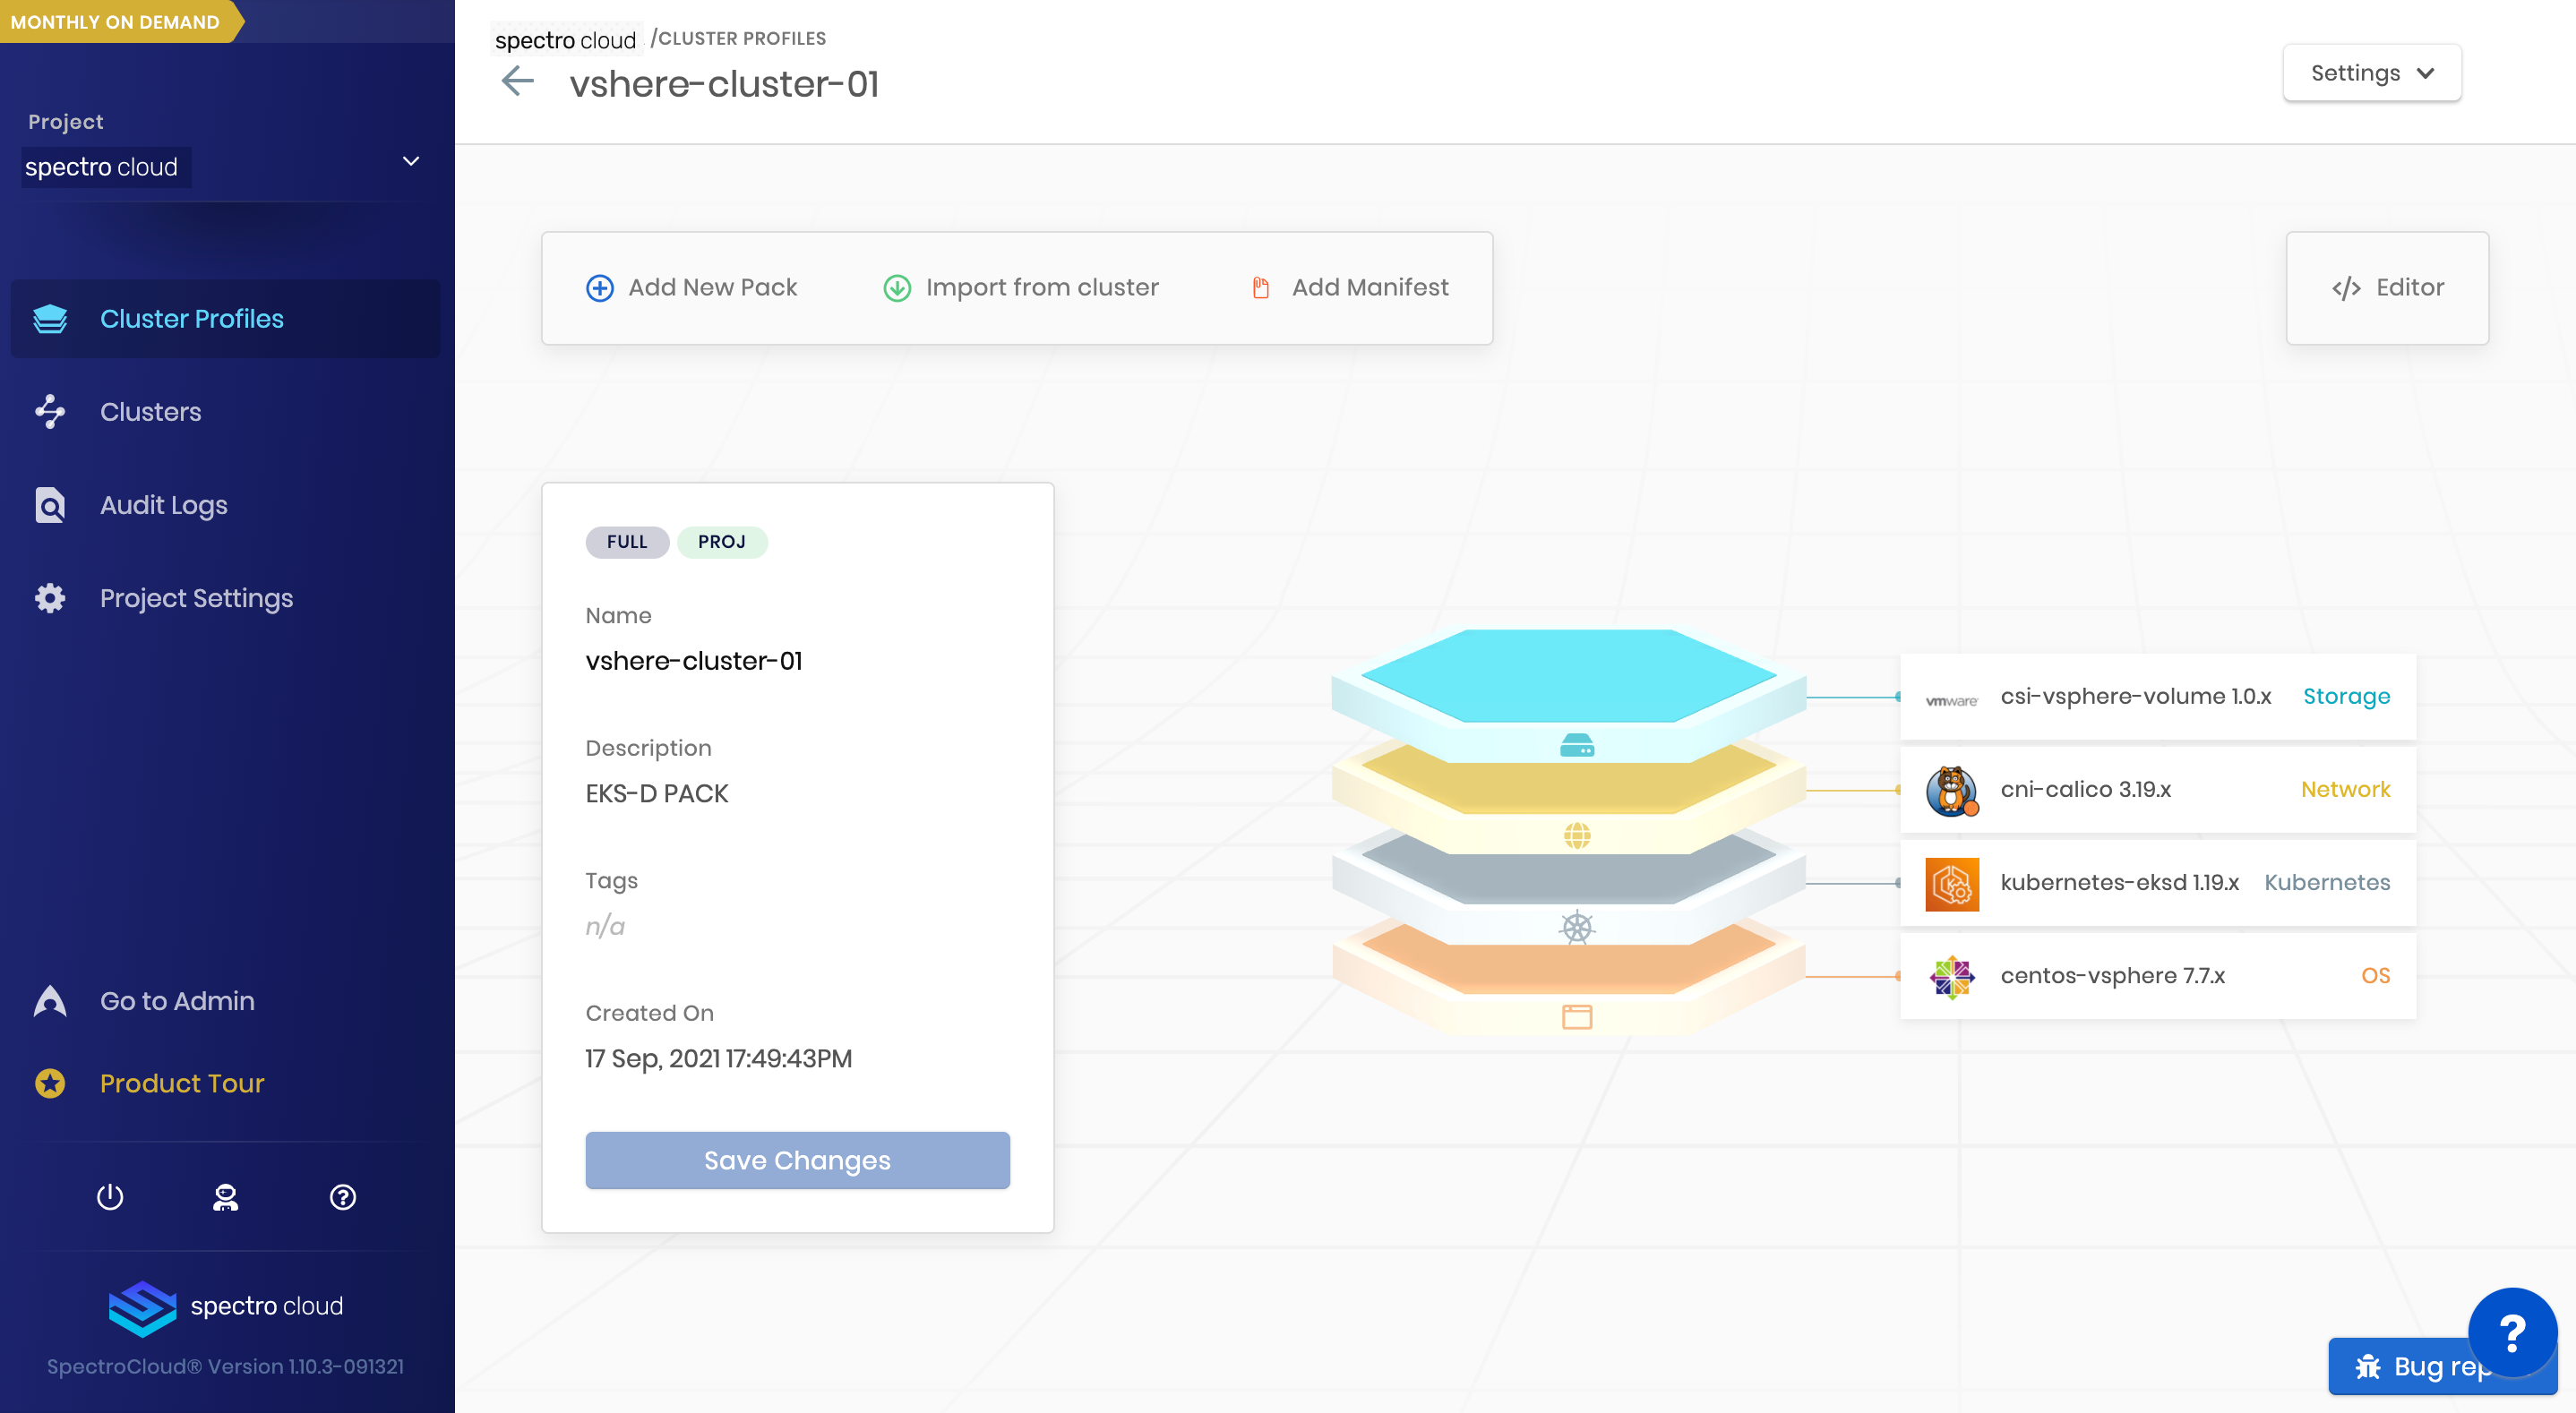 MONTHLY ON DEMAND
Project
spectro cloud
Cluster Profiles
Clusters
Audit Logs
Project Settings
Go to Admin
Product Tour
spectro cloud
SpectroCloud® Version 1.10.3-091321
spectro cloud /CLUSTER PROFILES
vshere-cluster-01
Settings
Add New Pack
Import from cluster
Add Manifest
</> Editor
FULL PROJ
Name
vshere-cluster-01
Description
EKS-D PACK
Tags
n/a
Created On
17 Sep, 2021 17:49:43PM
Save Changes
vmware csi-vsphere-volume 1.0.x Storage
cni-calico 3.19.x Network
kubernetes-eksd 1.19.x Kubernetes
centos-vsphere 7.7.x OS
?
Bug rep